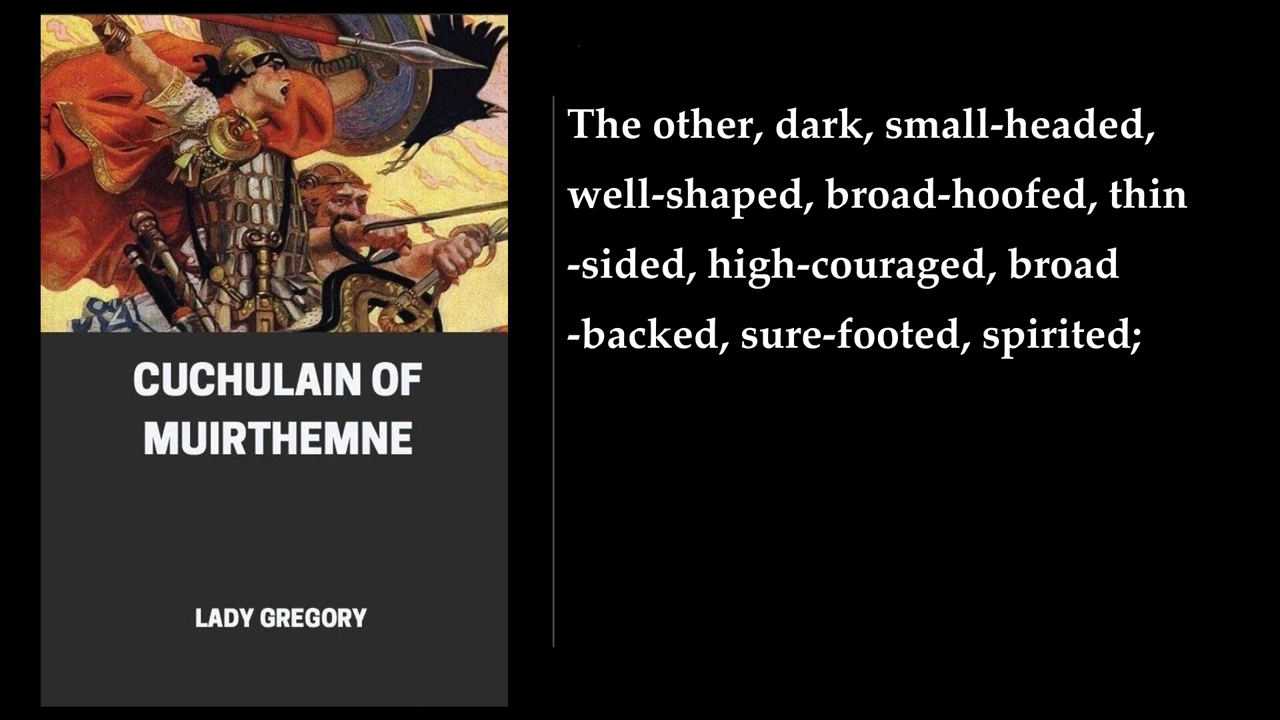 CUCHULAIN OF
MUIRTHEMNE
LADY GREGORY
The other, dark, small-headed,
well-shaped, broad-hoofed, thin
-sided, high-couraged, broad
-backed, sure-footed, spirited;